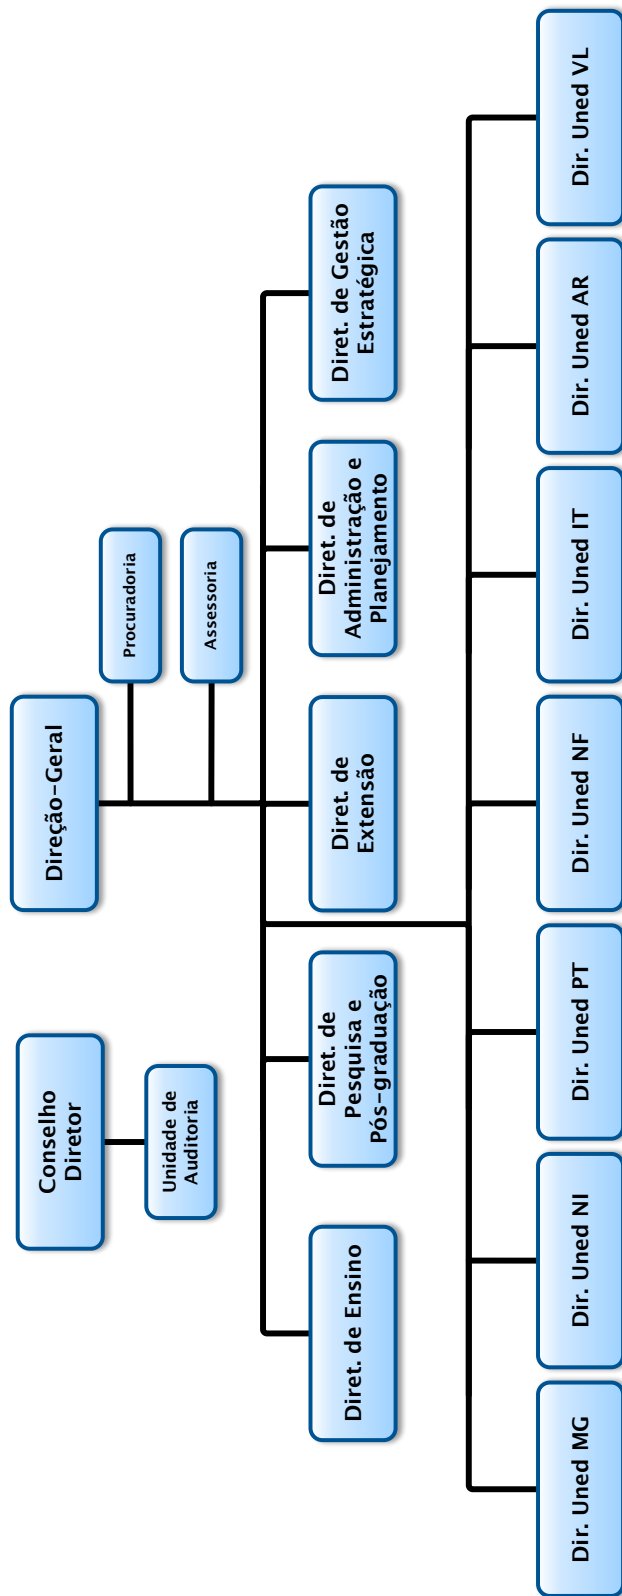 Conselho
Diretor
Direção-Geral
Unidade de
Auditoria
Procuradoria
Assessoria
Diret. de Ensino
Diret. de
Pesquisa e
Pós-graduação
Diret. de
Extensão
Diret. de
Administração e
Planejamento
Diret. de Gestão
Estratégica
Dir. Uned MG
Dir. Uned NI
Dir. Uned PT
Dir. Uned NF
Dir. Uned IT
Dir. Uned AR
Dir. Uned VL